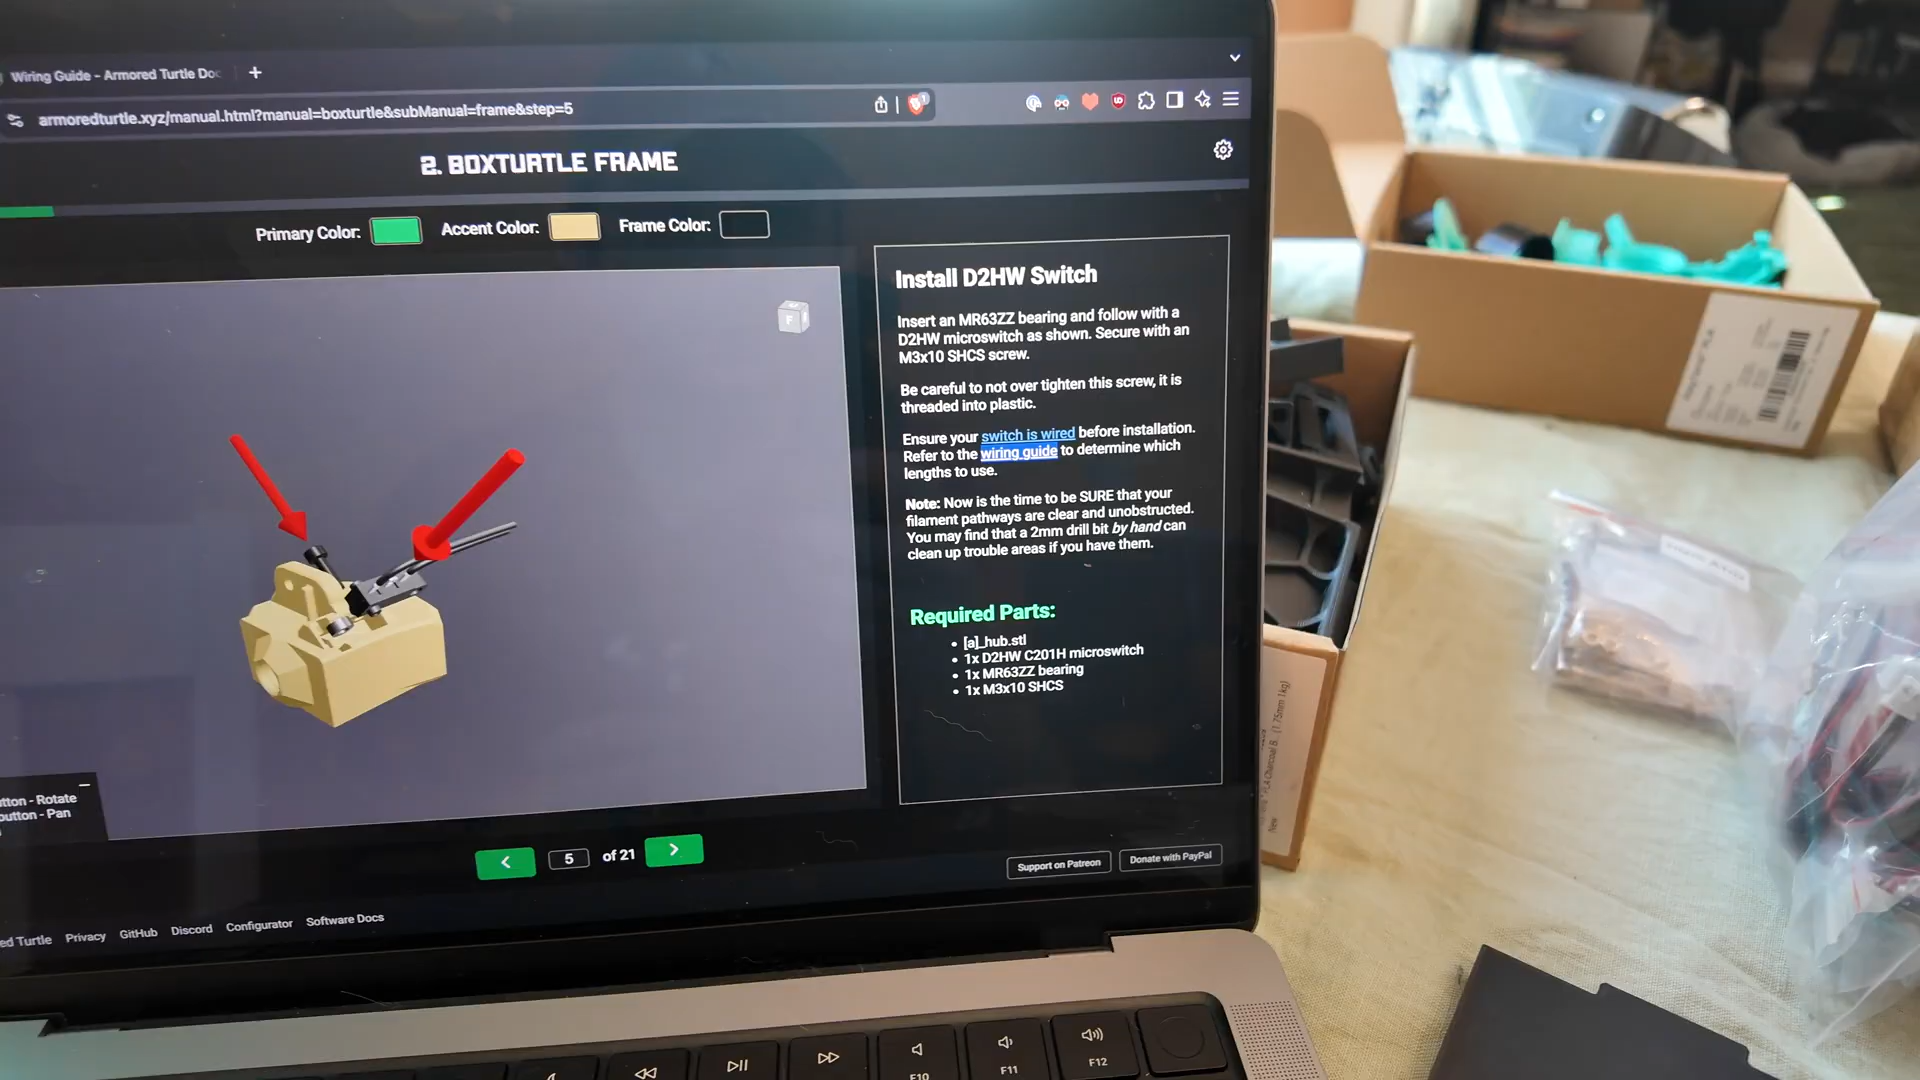 Wiring Guide - Armored Turtle Doc
armoredturtle.xyz/manual.html?manual=boxturtle&subManual=frame&step=5
2. BOXTURTLE FRAME
Primary Color:
Accent Color:
Frame Color:
F
Install D2HW Switch
Insert an MR63ZZ bearing and follow with a
D2HW microswitch as shown. Secure with an
M3x10 SHCS screw.
Be careful to not over tighten this screw, it is
threaded into plastic.
Ensure your switch is wired before installation.
Refer to the wiring guide to determine which
lengths to use.
Note: Now is the time to be SURE that your
filament pathways are clear and unobstructed.
You may find that a 2mm drill bit by hand can
clean up trouble areas if you have them.
Required Parts:
• [a]_hub.stl
• 1x D2HW C201H microswitch
• 1x MR63ZZ bearing
• 1x M3x10 SHCS
tton - Rotate
button - Pan
<
5
of 21
>
Support on Patreon
Donate with PayPal
ed Turtle
Privacy
GitHub
Discord
Configurator
Software Docs
F10
F11
F12
New